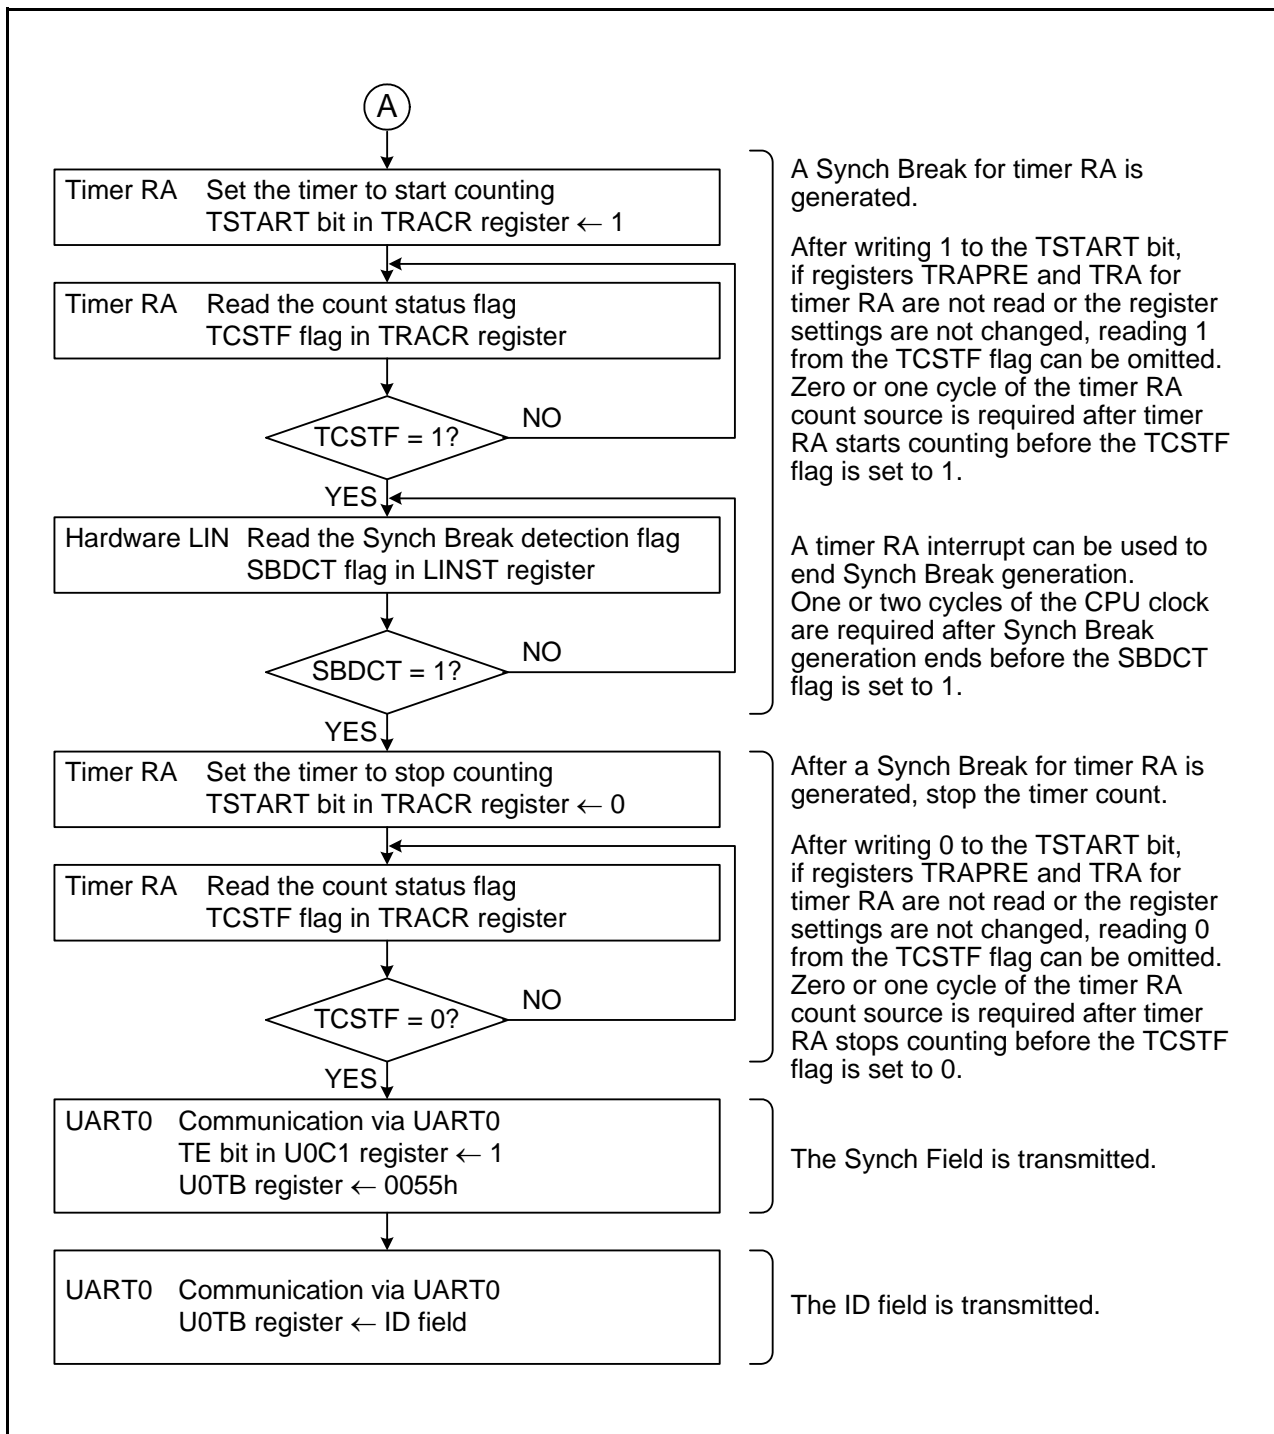 A
Timer RA Set the timer to start counting
TSTART bit in TRACR register ← 1
Timer RA Read the count status flag
TCSTF flag in TRACR register
TCSTF = 1?
NO
YES
Hardware LIN Read the Synch Break detection flag
SBDCT flag in LINST register
SBDCT = 1?
NO
YES
A Synch Break for timer RA is
generated.
After writing 1 to the TSTART bit,
if registers TRAPRE and TRA for
timer RA are not read or the register
settings are not changed, reading 1
from the TCSTF flag can be omitted.
Zero or one cycle of the timer RA
count source is required after timer
RA starts counting before the TCSTF
flag is set to 1.
A timer RA interrupt can be used to
end Synch Break generation.
One or two cycles of the CPU clock
are required after Synch Break
generation ends before the SBDCT
flag is set to 1.
Timer RA Set the timer to stop counting
TSTART bit in TRACR register ← 0
Timer RA Read the count status flag
TCSTF flag in TRACR register
TCSTF = 0?
NO
YES
After a Synch Break for timer RA is
generated, stop the timer count.
After writing 0 to the TSTART bit,
if registers TRAPRE and TRA for
timer RA are not read or the register
settings are not changed, reading 0
from the TCSTF flag can be omitted.
Zero or one cycle of the timer RA
count source is required after timer
RA stops counting before the TCSTF
flag is set to 0.
UART0 Communication via UART0
TE bit in U0C1 register ← 1
U0TB register ← 0055h
The Synch Field is transmitted.
UART0 Communication via UART0
U0TB register ← ID field
The ID field is transmitted.